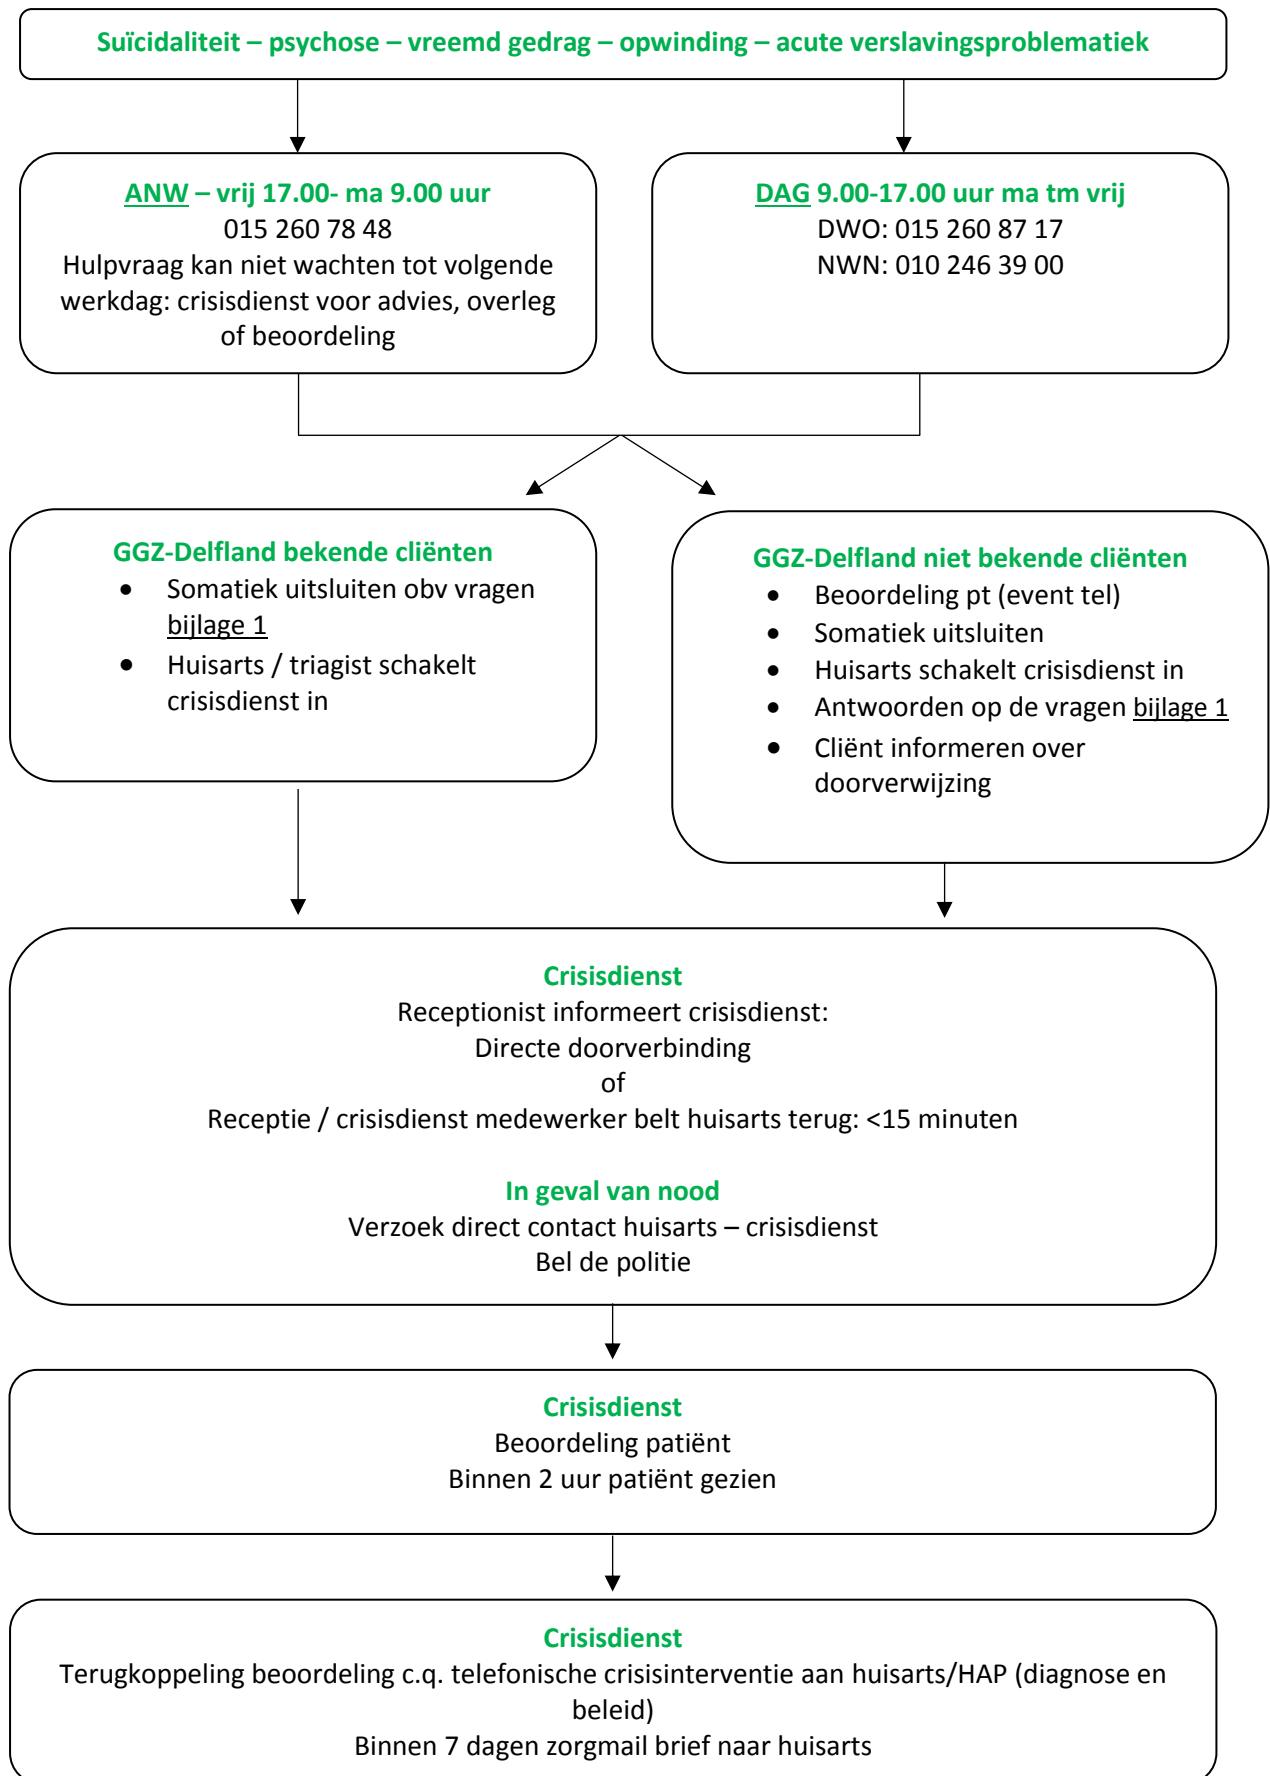 Suïcidaliteit – psychose – vreemd gedrag – opwinding – acute verslavingsproblematiek
ANW – vrij 17.00- ma 9.00 uur
015 260 78 48
Hulpvraag kan niet wachten tot volgende
werkdag: crisisdienst voor advies, overleg
of beoordeling
DAG 9.00-17.00 uur ma tm vrij
DWO: 015 260 87 17
NWN: 010 246 39 00
GGZ-Delfland bekende cliënten
• Somatiek uitsluiten obv vragen
bijlage 1
• Huisarts / triagist schakelt
crisisdienst in
GGZ-Delfland niet bekende cliënten
• Beoordeling pt (event tel)
• Somatiek uitsluiten
• Huisarts schakelt crisisdienst in
• Antwoorden op de vragen bijlage 1
• Cliënt informeren over
doorverwijzing
Crisisdienst
Receptionist informeert crisisdienst:
Directe doorverbinding
of
Receptie / crisisdienst medewerker belt huisarts terug: <15 minuten
In geval van nood
Verzoek direct contact huisarts – crisisdienst
Bel de politie
Crisisdienst
Beoordeling patiënt
Binnen 2 uur patiënt gezien
Crisisdienst
Terugkoppeling beoordeling c.q. telefonische crisisinterventie aan huisarts/HAP (diagnose en
beleid)
Binnen 7 dagen zorgmail brief naar huisarts